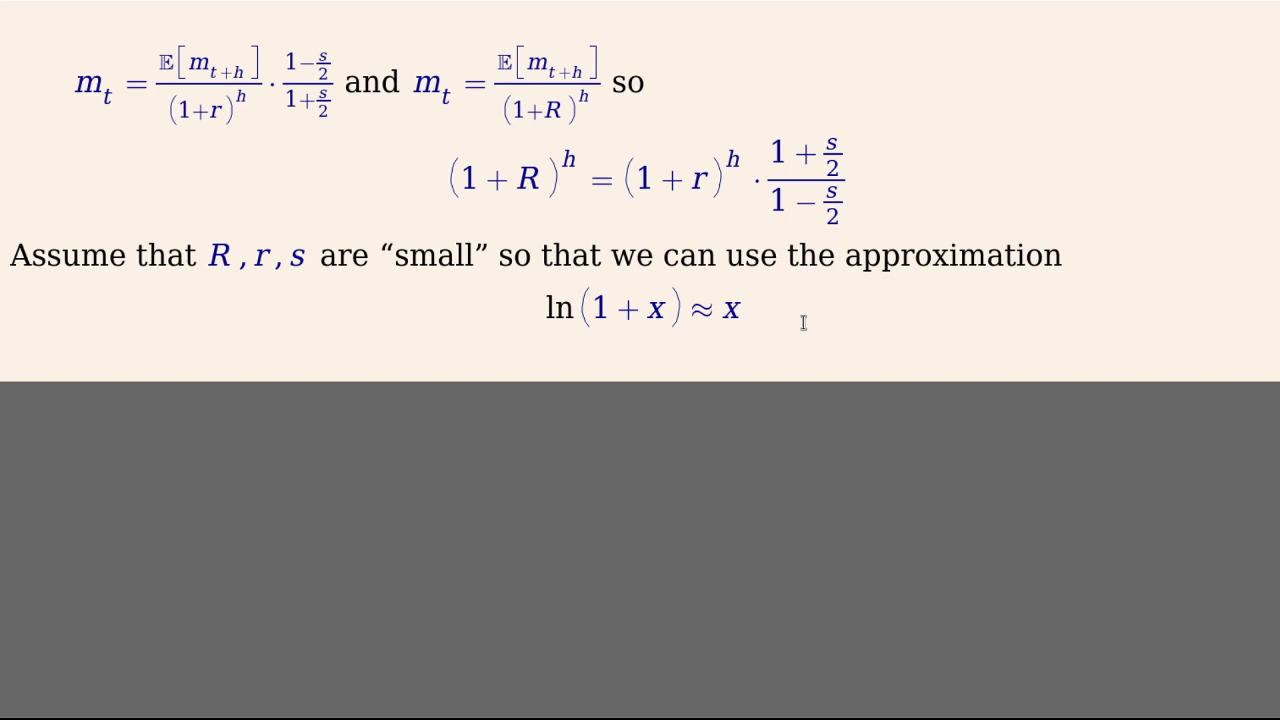 m_t = 𝔼[m_{t+h}]/(1+r)^h · (1−s/2)/(1+s/2) and m_t = 𝔼[m_{t+h}]/(1+R)^h so
(1 + R)^h = (1 + r)^h · (1 + s/2)/(1 − s/2)
Assume that R, r, s are “small” so that we can use the approximation
ln(1 + x) ≈ x